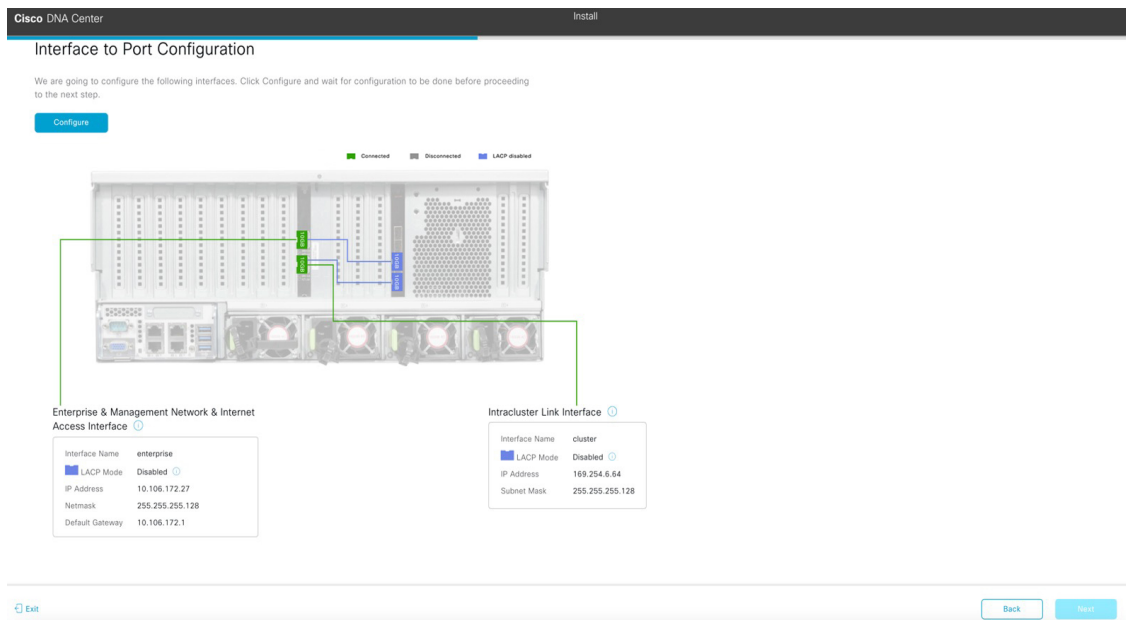 Cisco DNA Center
Install
Interface to Port Configuration
We are going to configure the following interfaces. Click Configure and wait for configuration to be done before proceeding
to the next step.
Configure
Connected Disconnected LACP disabled
10GB
10GB
10GB
10GB
Enterprise & Management Network & Internet
Access Interface
Interface Name enterprise
LACP Mode Disabled
IP Address 10.106.172.27
Netmask 255.255.255.128
Default Gateway 10.106.172.1
Intracluster Link Interface
Interface Name cluster
LACP Mode Disabled
IP Address 169.254.6.64
Subnet Mask 255.255.255.128
Exit
Back
Next